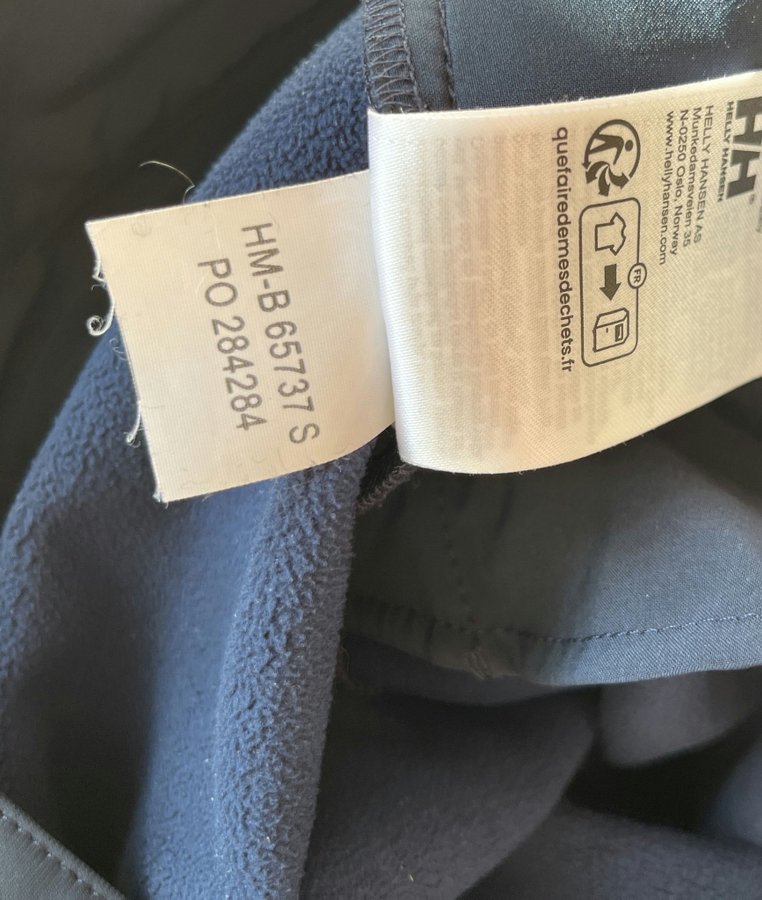 HM-B 65737 S
PO 284284
HH®
HELLY HANSEN
HELLY HANSEN AS
Munkedamsveien 35
N-0250 Oslo, Norway
www.hellyhansen.com
FR
quefairedemesdechets.fr